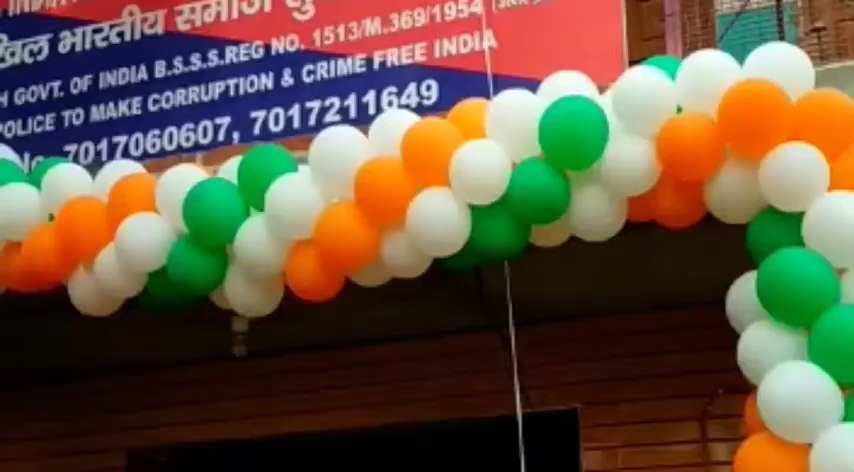 खिल भारतीय समाज सु
H GOVT. OF INDIA B.S.S.S.REG NO. 1513/M.369/1954
POLICE TO MAKE CORRUPTION & CRIME FREE INDIA
No. 7017060607, 7017211649